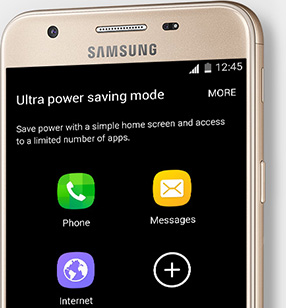 SAMSUNG
12:45
Ultra power saving mode MORE
Save power with a simple home screen and access
to a limited number of apps.
Phone Messages
Internet